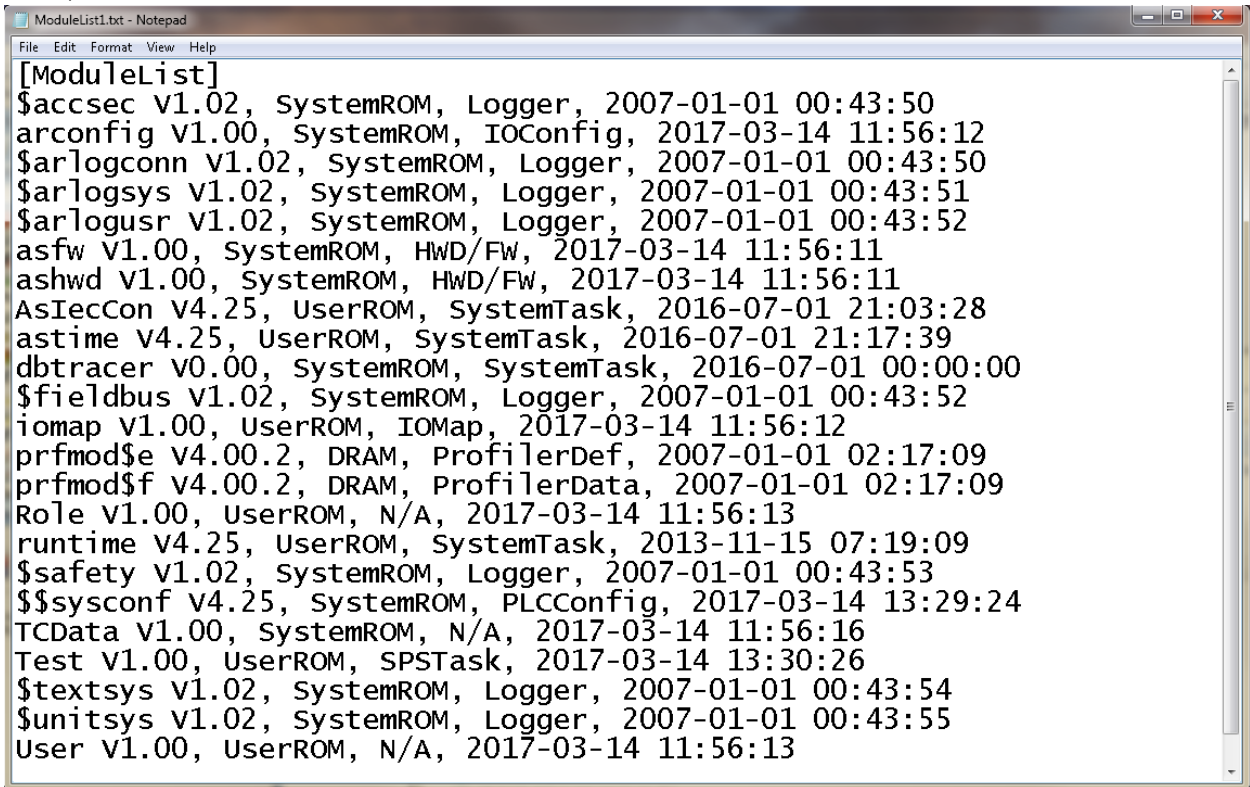 ModuleList1.txt - Notepad
File Edit Format View Help
[ModuleList]
$accsec V1.02, SystemROM, Logger, 2007-01-01 00:43:50
arconfig V1.00, SystemROM, IOConfig, 2017-03-14 11:56:12
$arlogconn V1.02, SystemROM, Logger, 2007-01-01 00:43:50
$arlogsys V1.02, SystemROM, Logger, 2007-01-01 00:43:51
$arlogusr V1.02, SystemROM, Logger, 2007-01-01 00:43:52
asfw V1.00, SystemROM, HWD/FW, 2017-03-14 11:56:11
ashwd V1.00, SystemROM, HWD/FW, 2017-03-14 11:56:11
AsIecCon V4.25, UserROM, SystemTask, 2016-07-01 21:03:28
astime V4.25, UserROM, SystemTask, 2016-07-01 21:17:39
dbtracer V0.00, SystemROM, SystemTask, 2016-07-01 00:00:00
$fieldbus V1.02, SystemROM, Logger, 2007-01-01 00:43:52
iomap V1.00, UserROM, IOMap, 2017-03-14 11:56:12
prfmod$e V4.00.2, DRAM, ProfilerDef, 2007-01-01 02:17:09
prfmod$f V4.00.2, DRAM, ProfilerData, 2007-01-01 02:17:09
Role V1.00, UserROM, N/A, 2017-03-14 11:56:13
runtime V4.25, UserROM, SystemTask, 2013-11-15 07:19:09
$safety V1.02, SystemROM, Logger, 2007-01-01 00:43:53
$$sysconf V4.25, SystemROM, PLCConfig, 2017-03-14 13:29:24
TCData V1.00, SystemROM, N/A, 2017-03-14 11:56:16
Test V1.00, UserROM, SPSTask, 2017-03-14 13:30:26
$textsys V1.02, SystemROM, Logger, 2007-01-01 00:43:54
$unitsys V1.02, SystemROM, Logger, 2007-01-01 00:43:55
User V1.00, UserROM, N/A, 2017-03-14 11:56:13